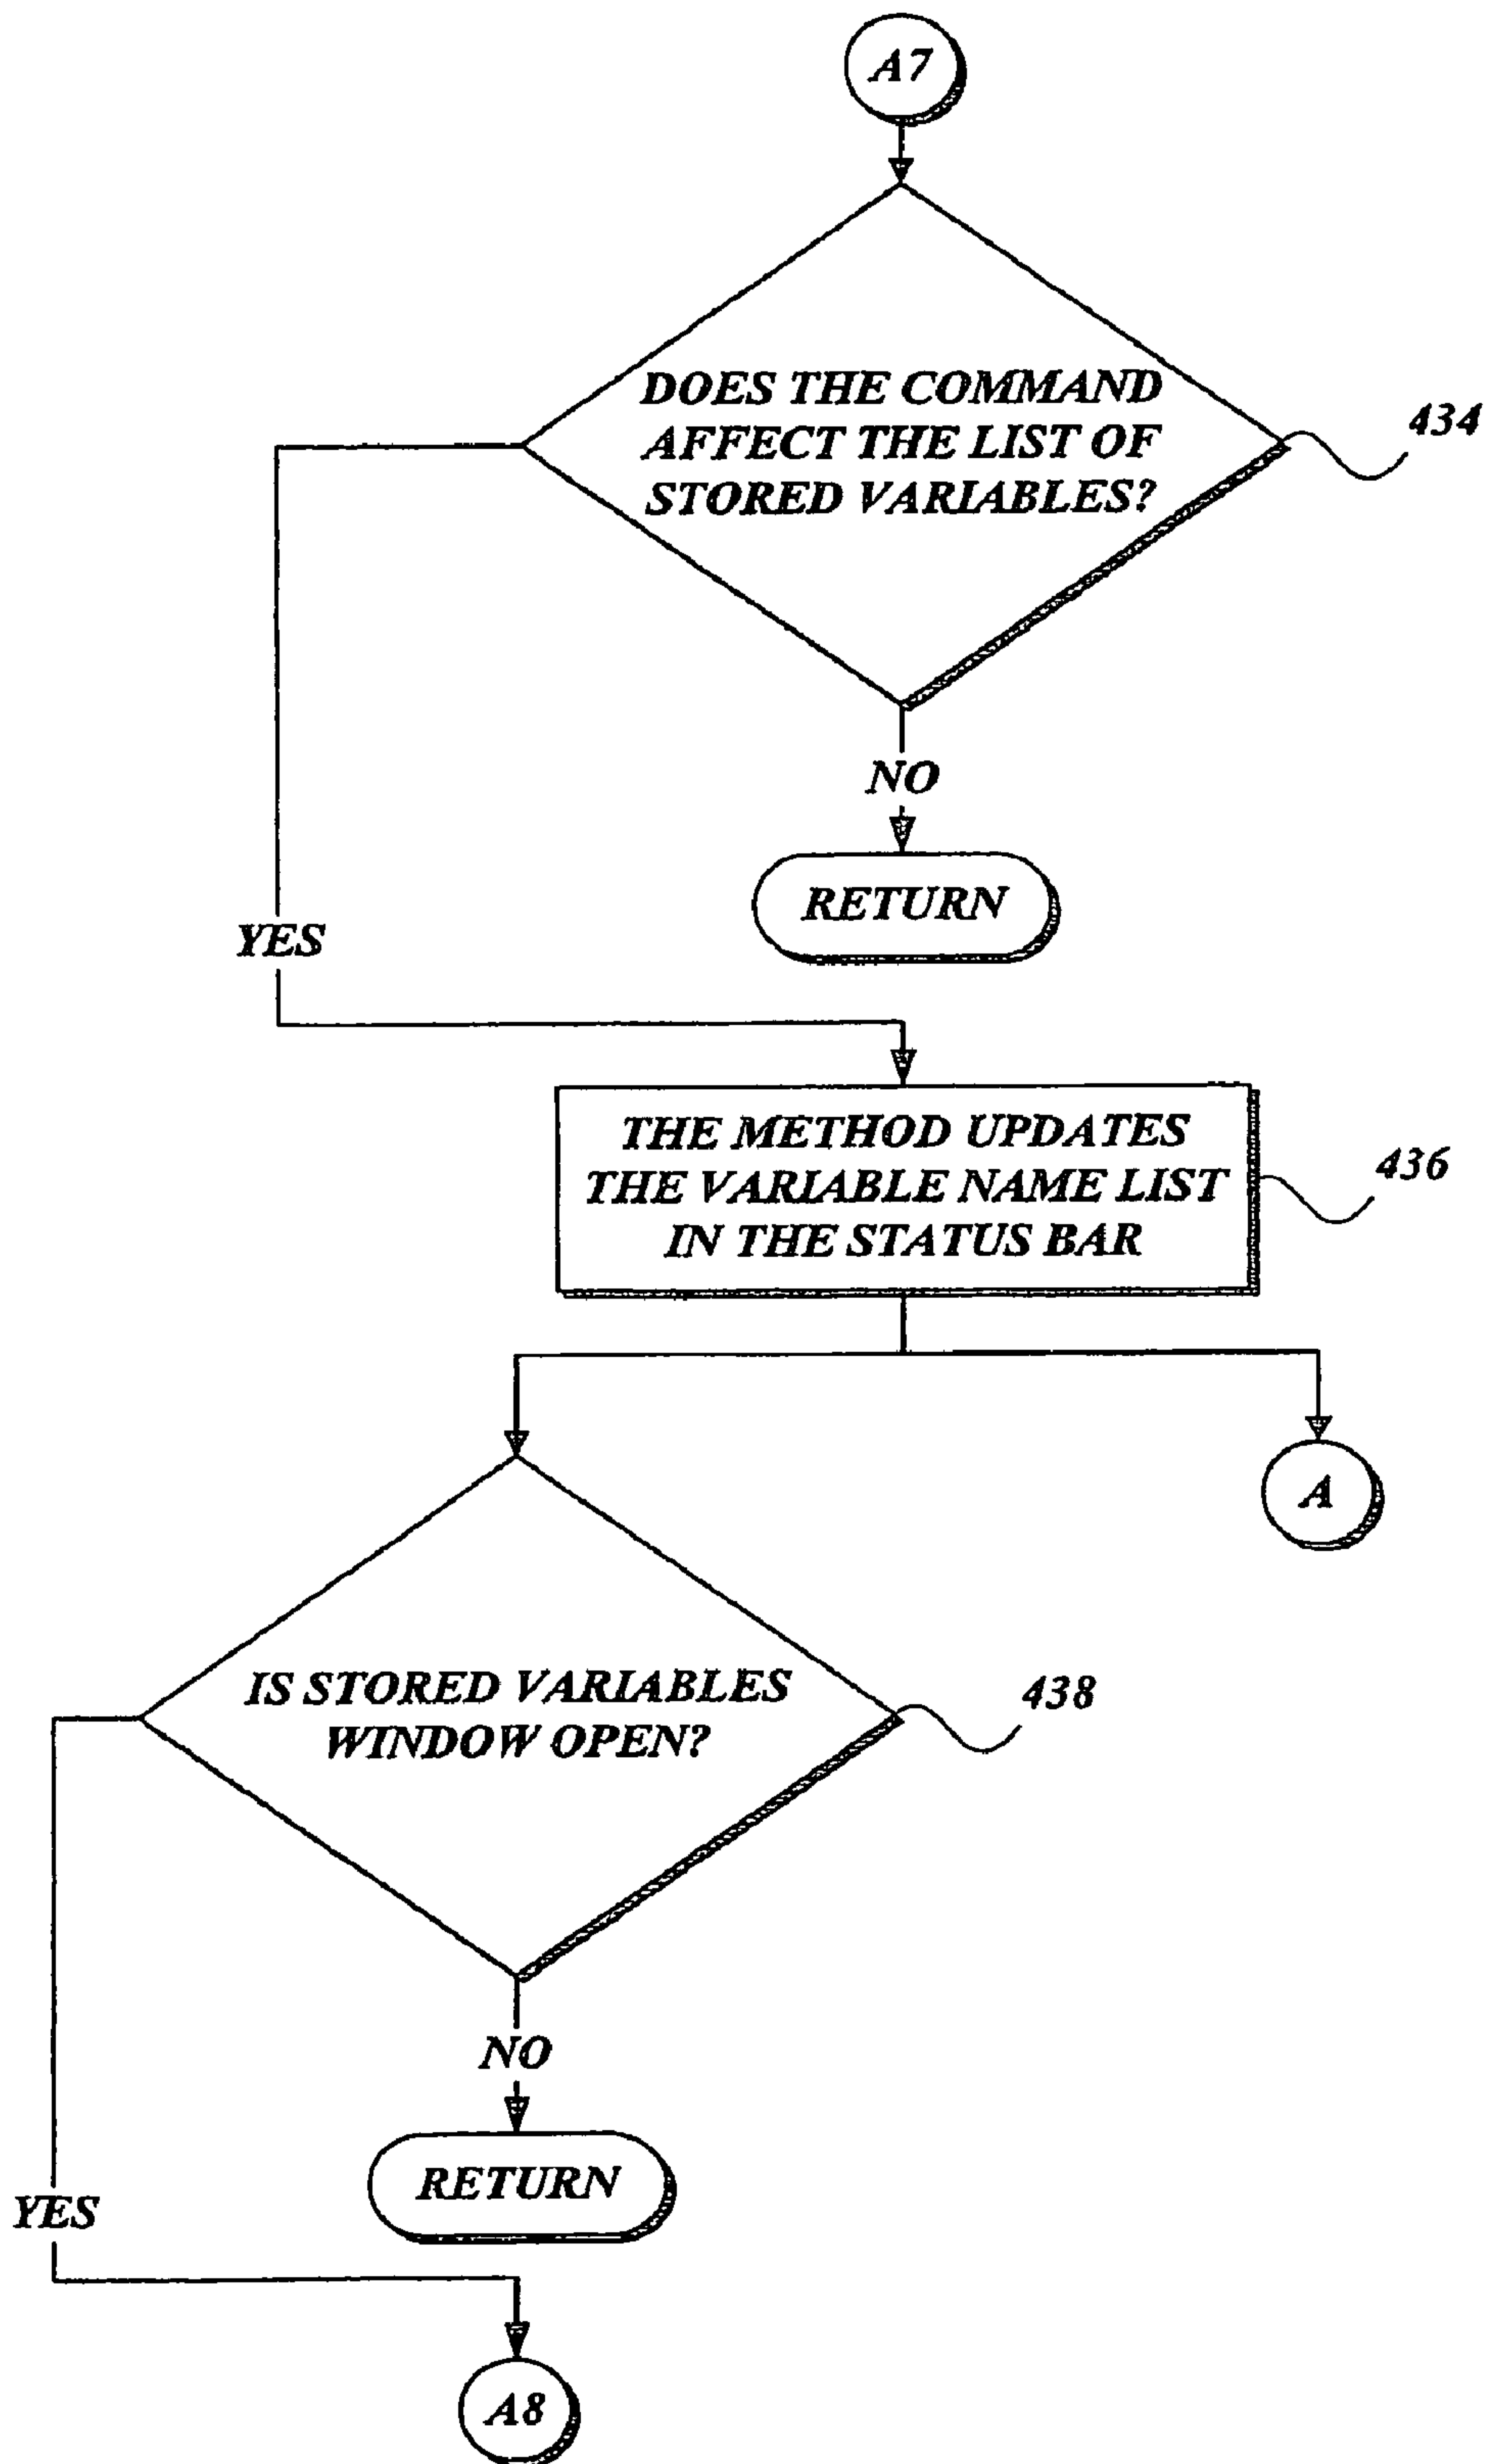 A7
DOES THE COMMAND
AFFECT THE LIST OF
STORED VARIABLES?
434
NO
RETURN
YES
THE METHOD UPDATES
THE VARIABLE NAME LIST
IN THE STATUS BAR
436
A
IS STORED VARIABLES
WINDOW OPEN?
438
NO
RETURN
YES
A8